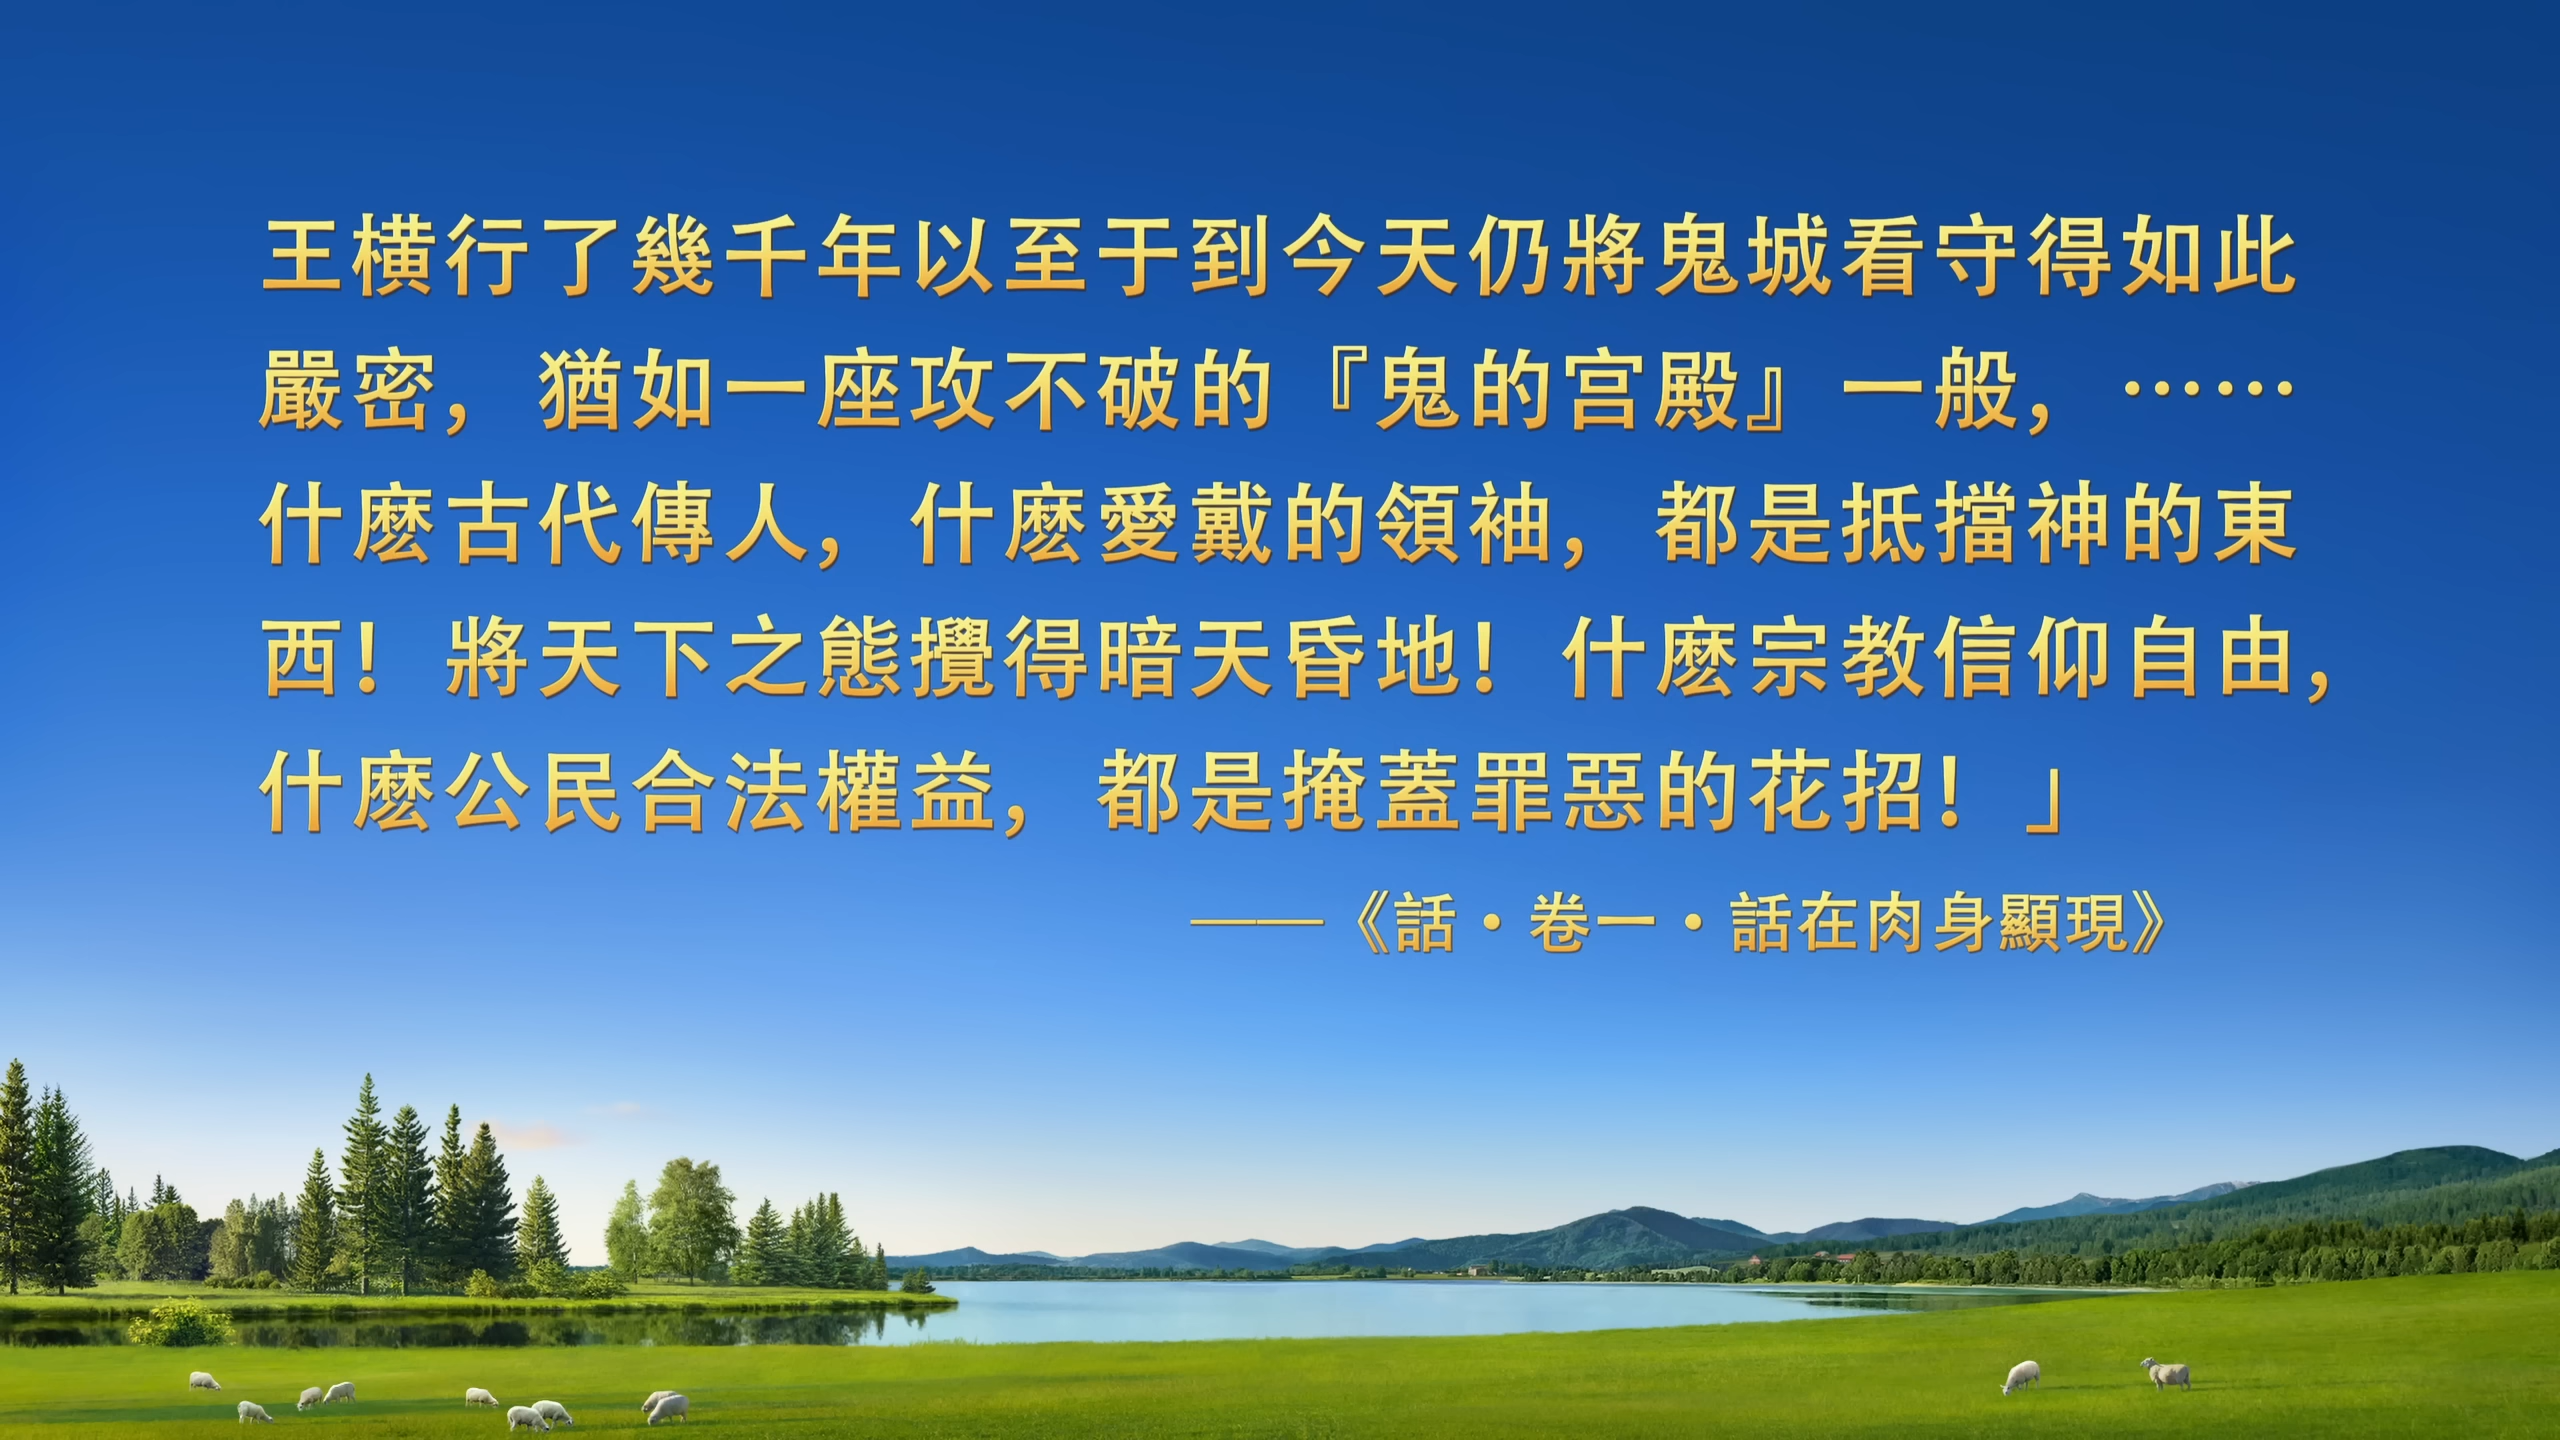 王橫行了幾千年以至于到今天仍將鬼城看守得如此
嚴密，猶如一座攻不破的『鬼的宫殿』一般，……
什麽古代傳人，什麽愛戴的領袖，都是抵擋神的東
西！將天下之態攪得暗天昏地！什麽宗教信仰自由，
什麽公民合法權益，都是掩蓋罪惡的花招！」
——《話・卷一・話在肉身顯現》